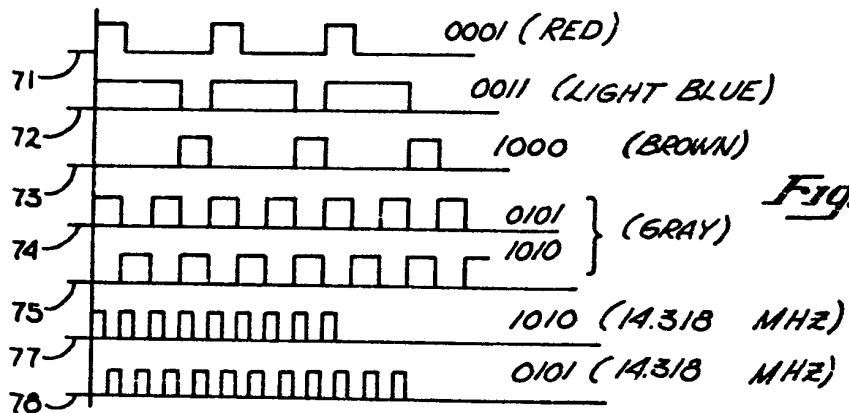 0001 (RED)
71
0011 (LIGHT BLUE)
72
1000 (BROWN)
73
0101
74
(GRAY)
Fig.
1010
75
1010 (14.318 MHZ)
77
0101 (14.318 MHZ)
78